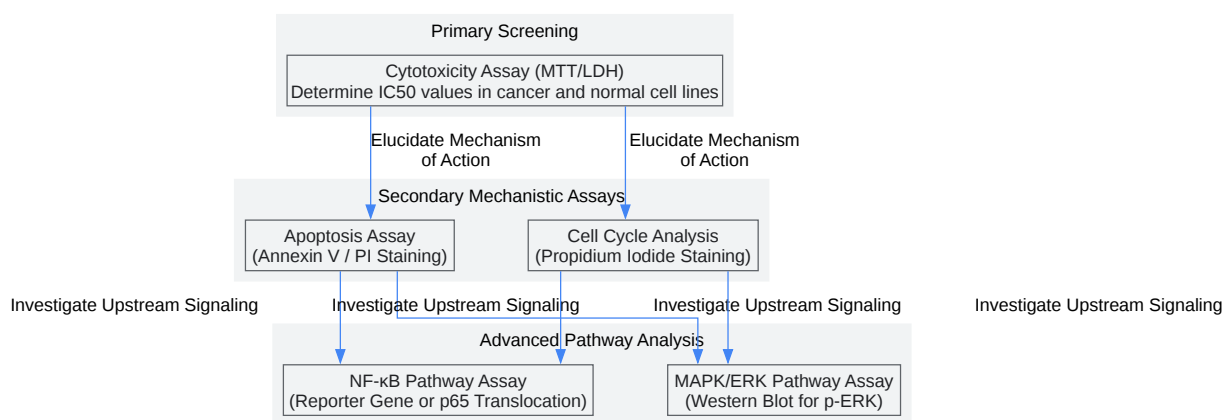 Primary Screening
Cytotoxicity Assay (MTT/LDH)
Determine IC50 values in cancer and normal cell lines
Elucidate Mechanism
of Action
Elucidate Mechanism
of Action
Secondary Mechanistic Assays
Apoptosis Assay
(Annexin V / PI Staining)
Cell Cycle Analysis
(Propidium Iodide Staining)
Investigate Upstream Signaling
Investigate Upstream Signaling
Investigate Upstream Signaling
Investigate Upstream Signaling
Advanced Pathway Analysis
NF-κB Pathway Assay
(Reporter Gene or p65 Translocation)
MAPK/ERK Pathway Assay
(Western Blot for p-ERK)